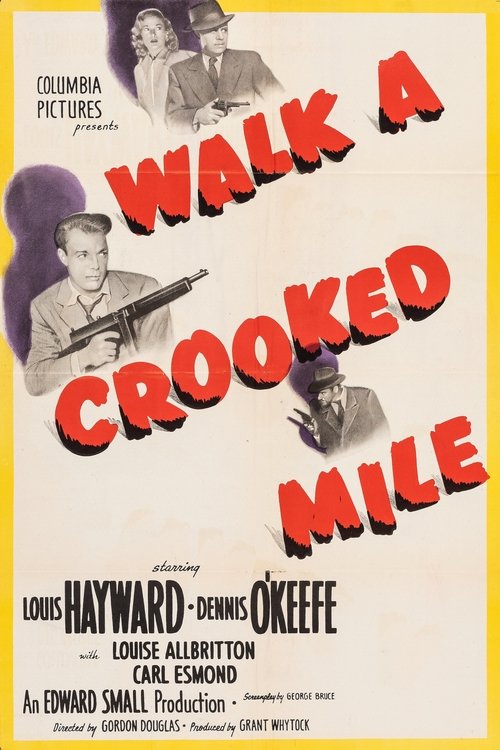 COLUMBIA
PICTURES
presents
WALK A
CROOKED
MILE
starring
LOUIS HAYWARD • DENNIS O'KEEFE
with LOUISE ALLBRITTON
CARL ESMOND
An EDWARD SMALL Production • Screenplay by GEORGE BRUCE
Directed by GORDON DOUGLAS • Produced by GRANT WHYTOCK